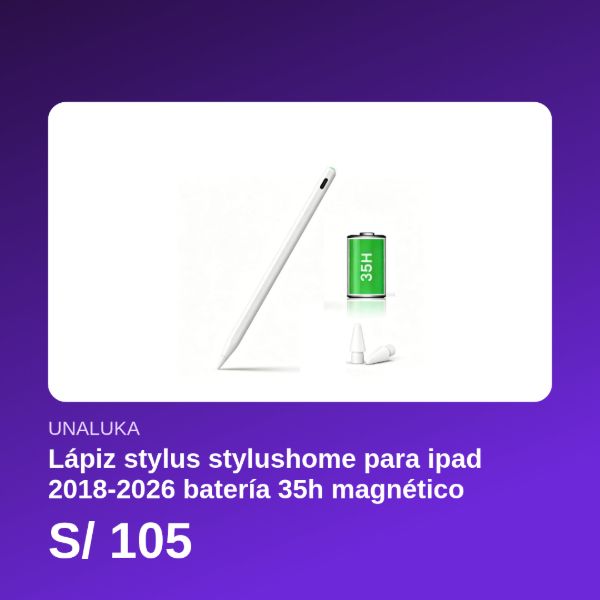 35H
UNALUKA
Lápiz stylus stylushome para ipad
2018-2026 batería 35h magnético
S/ 105